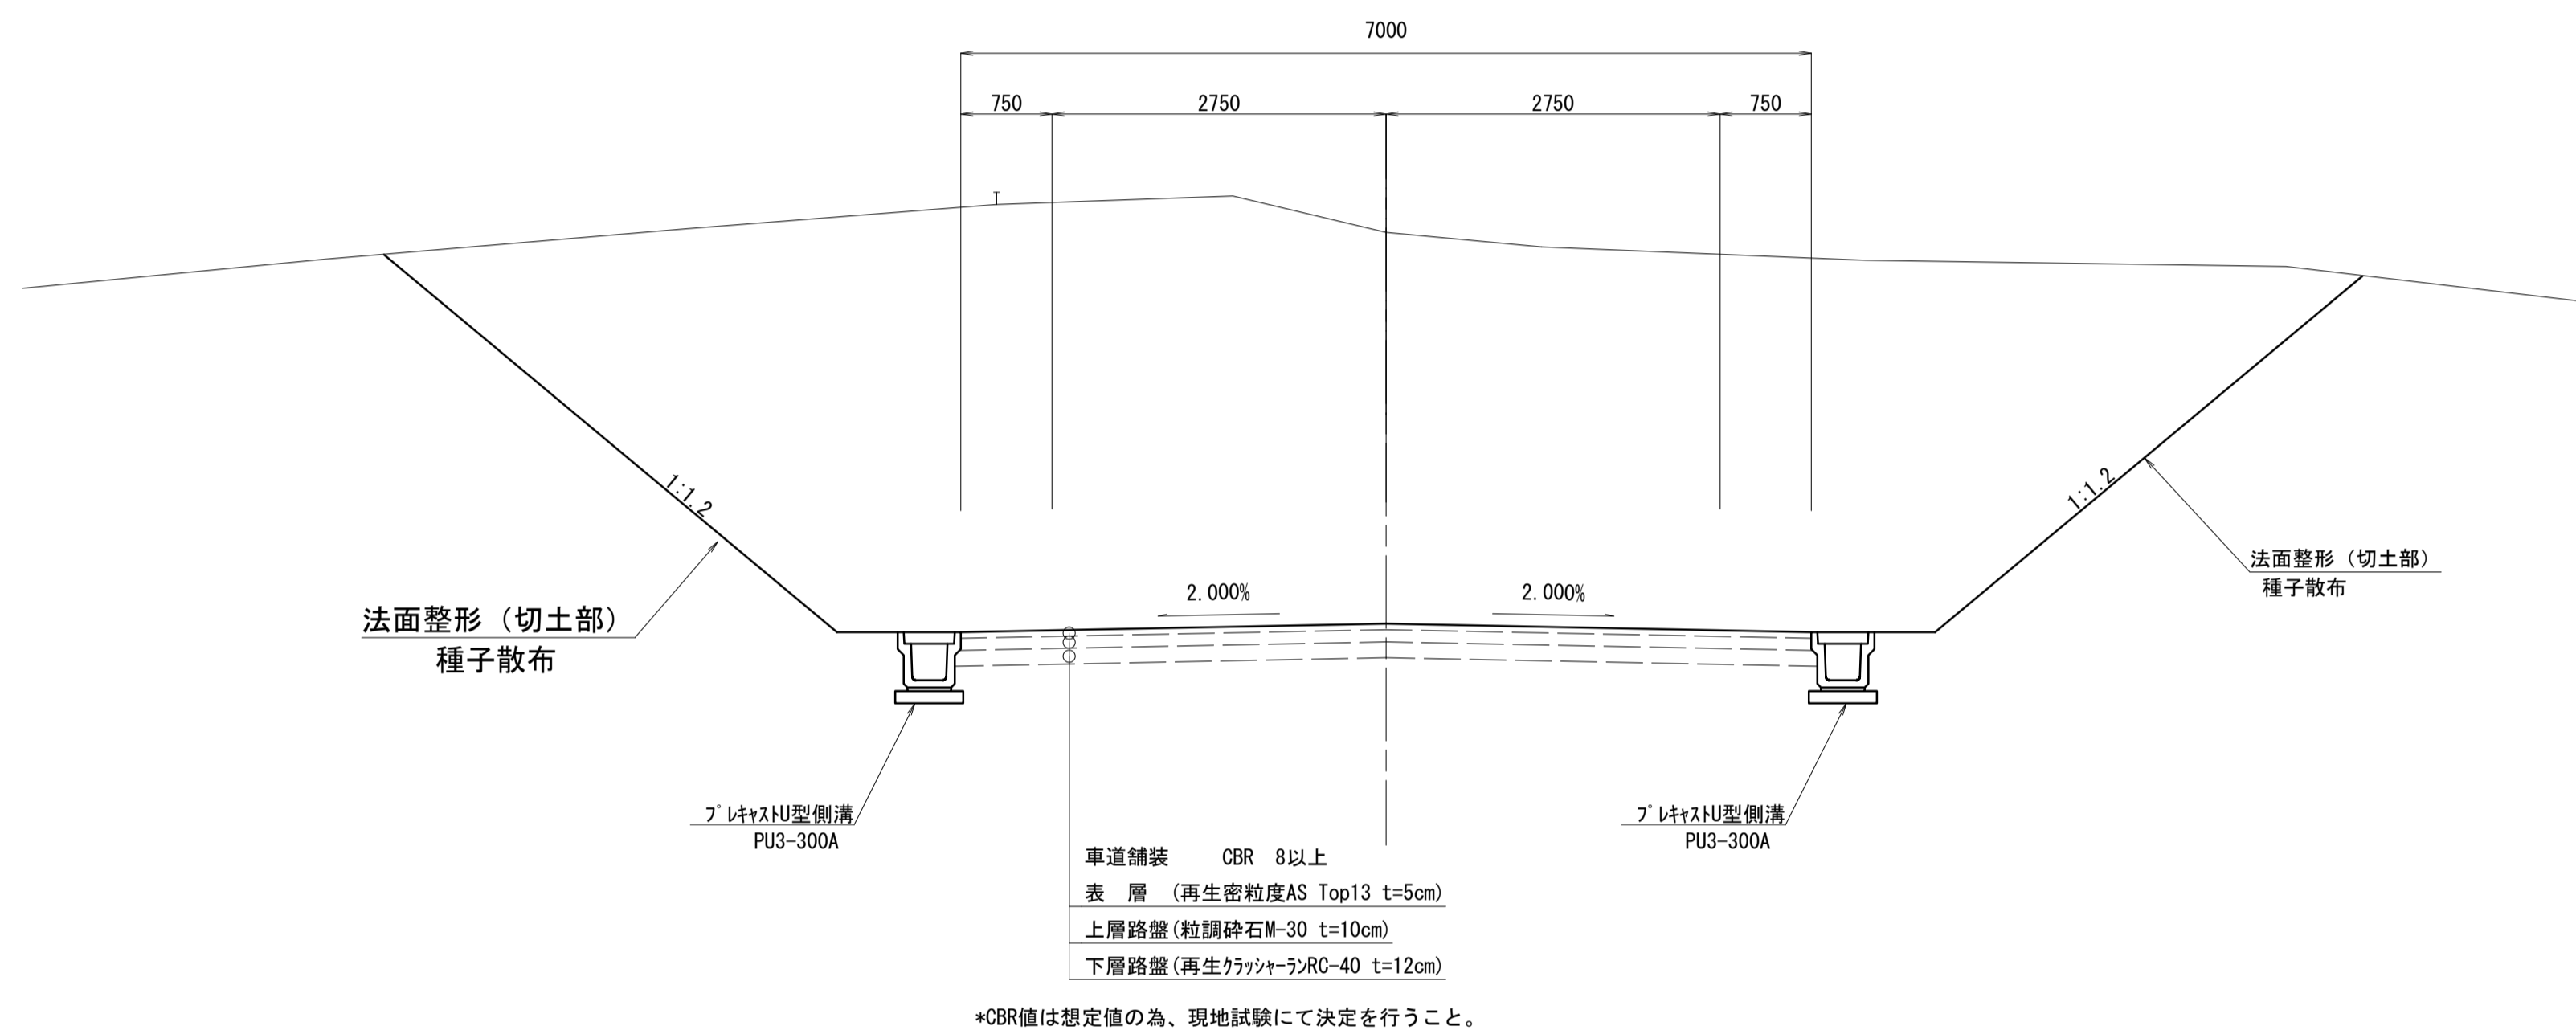 7000
750
2750
2750
750
1:1.2
1:1.2
法面整形（切土部）
種子散布
2.000%
2.000%
法面整形（切土部）
種子散布
ﾌﾟﾚｷｬｽﾄU型側溝
PU3-300A
ﾌﾟﾚｷｬｽﾄU型側溝
PU3-300A
車道舗装　　CBR　8以上
表　層　（再生密粒度AS Top13 t=5cm）
上層路盤(粒調砕石M-30 t=10cm)
下層路盤(再生ｸﾗｯｼｬｰﾗﾝRC-40 t=12cm)
*CBR値は想定値の為、現地試験にて決定を行うこと。